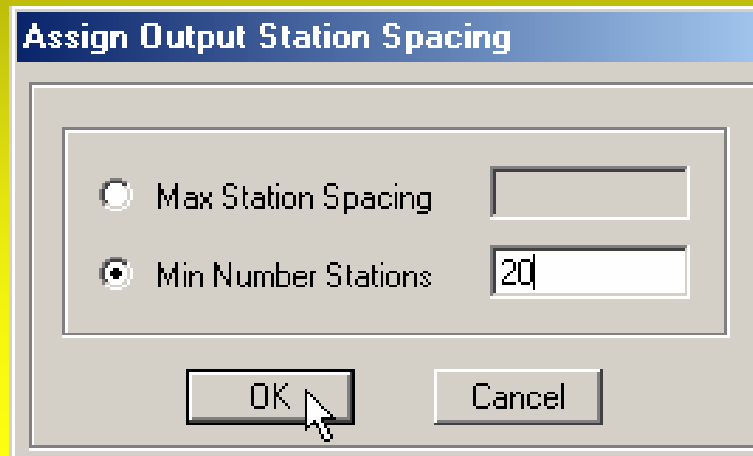 Assign Output Station Spacing
Max Station Spacing
Min Number Stations 20
OK Cancel